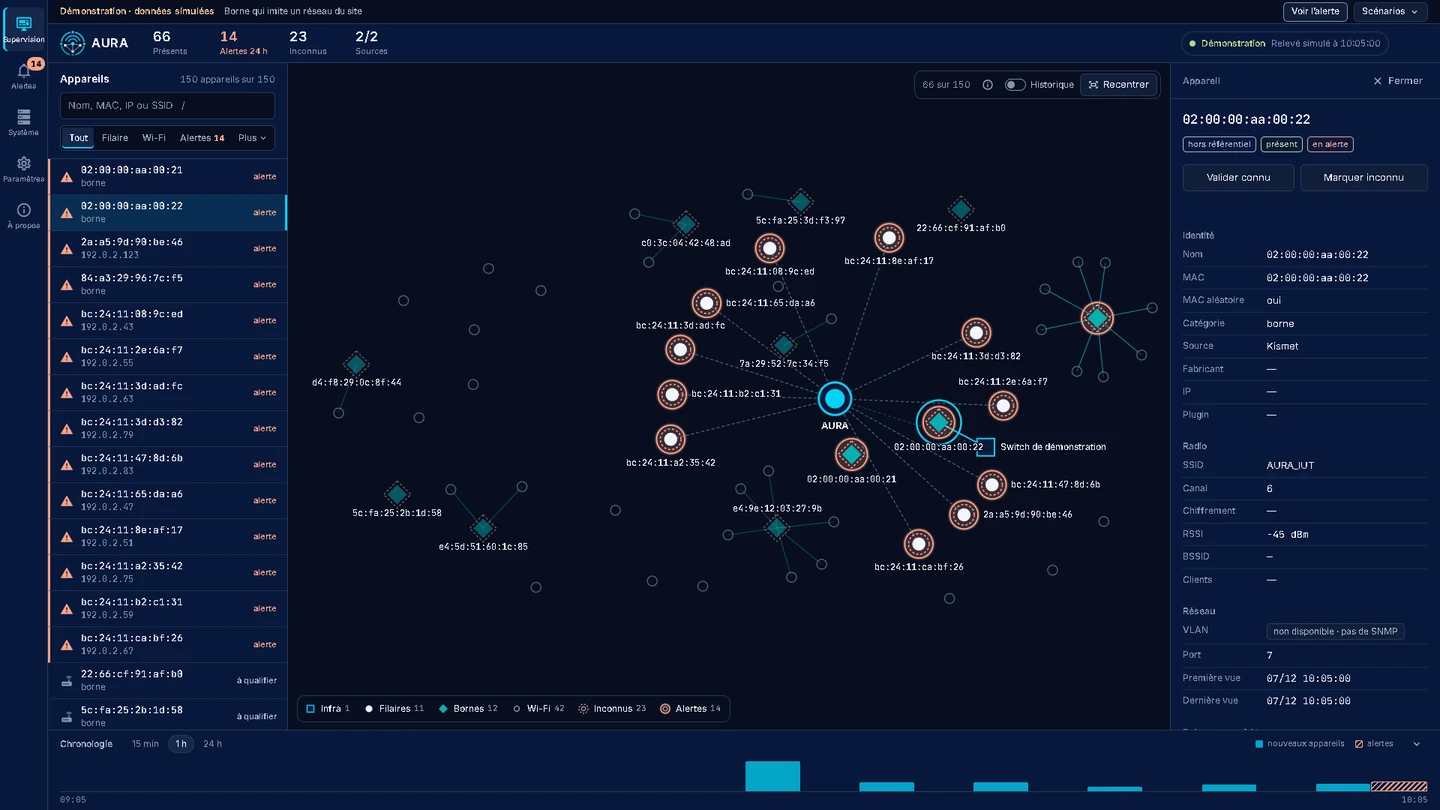 Démonstration · données simulées Borne qui imite un réseau du site
Voir l'alerte Scénarios
Supervision
14
Alertes
Système
Paramètres
À propos
AURA
66 Présents
14 Alertes 24 h
23 Inconnus
2/2 Sources
Démonstration Relevé simulé à 10:05:00
Appareils 150 appareils sur 150
Nom, MAC, IP ou SSID /
Tout Filaire Wi-Fi Alertes 14 Plus
02:00:00:aa:00:21 alerte
borne
02:00:00:aa:00:22 alerte
borne
2a:a5:9d:90:be:46 alerte
192.0.2.123
84:a3:29:96:7c:f5 alerte
borne
bc:24:11:08:9c:ed alerte
192.0.2.43
bc:24:11:2e:6a:f7 alerte
192.0.2.55
bc:24:11:3d:ad:fc alerte
192.0.2.63
bc:24:11:3d:d3:82 alerte
192.0.2.79
bc:24:11:47:8d:6b alerte
192.0.2.83
bc:24:11:65:da:a6 alerte
192.0.2.47
bc:24:11:8e:af:17 alerte
192.0.2.51
bc:24:11:a2:35:42 alerte
192.0.2.75
bc:24:11:b2:c1:31 alerte
192.0.2.59
bc:24:11:ca:bf:26 alerte
192.0.2.67
22:66:cf:91:af:b0 à qualifier
borne
5c:fa:25:2b:1d:58 à qualifier
borne
66 sur 150 Historique Recentrer
5c:fa:25:3d:f3:97
22:66:cf:91:af:b0
c0:3c:04:42:48:ad
bc:24:11:8e:af:17
bc:24:11:08:9c:ed
bc:24:11:65:da:a6
bc:24:11:3d:ad:fc
bc:24:11:3d:d3:82
7a:29:52:7c:34:f5
d4:f8:29:0c:8f:44
bc:24:11:2e:6a:f7
bc:24:11:b2:c1:31
AURA
02:00:00:aa:00:22
Switch de démonstration
bc:24:11:a2:35:42
02:00:00:aa:00:21
bc:24:11:47:8d:6b
e4:9e:12:03:27:9b
5c:fa:25:2b:1d:58
2a:a5:9d:90:be:46
e4:5d:51:60:1c:85
bc:24:11:ca:bf:26
Infra 1 Filaires 11 Bornes 12 Wi-Fi 42 Inconnus 23 Alertes 14
Appareil Fermer
02:00:00:aa:00:22
hors référentiel présent en alerte
Valider connu Marquer inconnu
Identité
Nom 02:00:00:aa:00:22
MAC 02:00:00:aa:00:22
MAC aléatoire oui
Catégorie borne
Source Kismet
Fabricant —
IP —
Plugin —
Radio
SSID AURA_IUT
Canal 6
Chiffrement —
RSSI -45 dBm
BSSID —
Clients —
Réseau
VLAN non disponible · pas de SNMP
Port 7
Première vue 07/12 10:05:00
Dernière vue 07/12 10:05:00
Chronologie 15 min 1 h 24 h
nouveaux appareils alertes
09:05 10:05